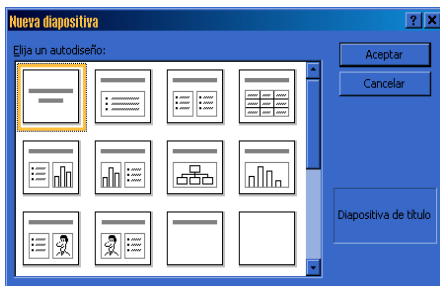 Nueva diapositiva
Elija un autodiseño:
Aceptar
Cancelar
Diapositiva de título